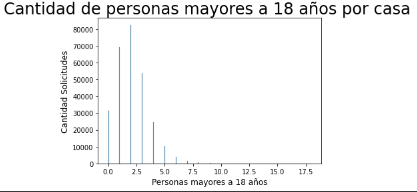 Cantidad de personas mayores a 18 años por casa
80000
70000
60000
50000
40000
30000
20000
10000
0
Cantidad Solicitudes
0.0 2.5 5.0 7.5 10.0 12.5 15.0 17.5
Personas mayores a 18 años